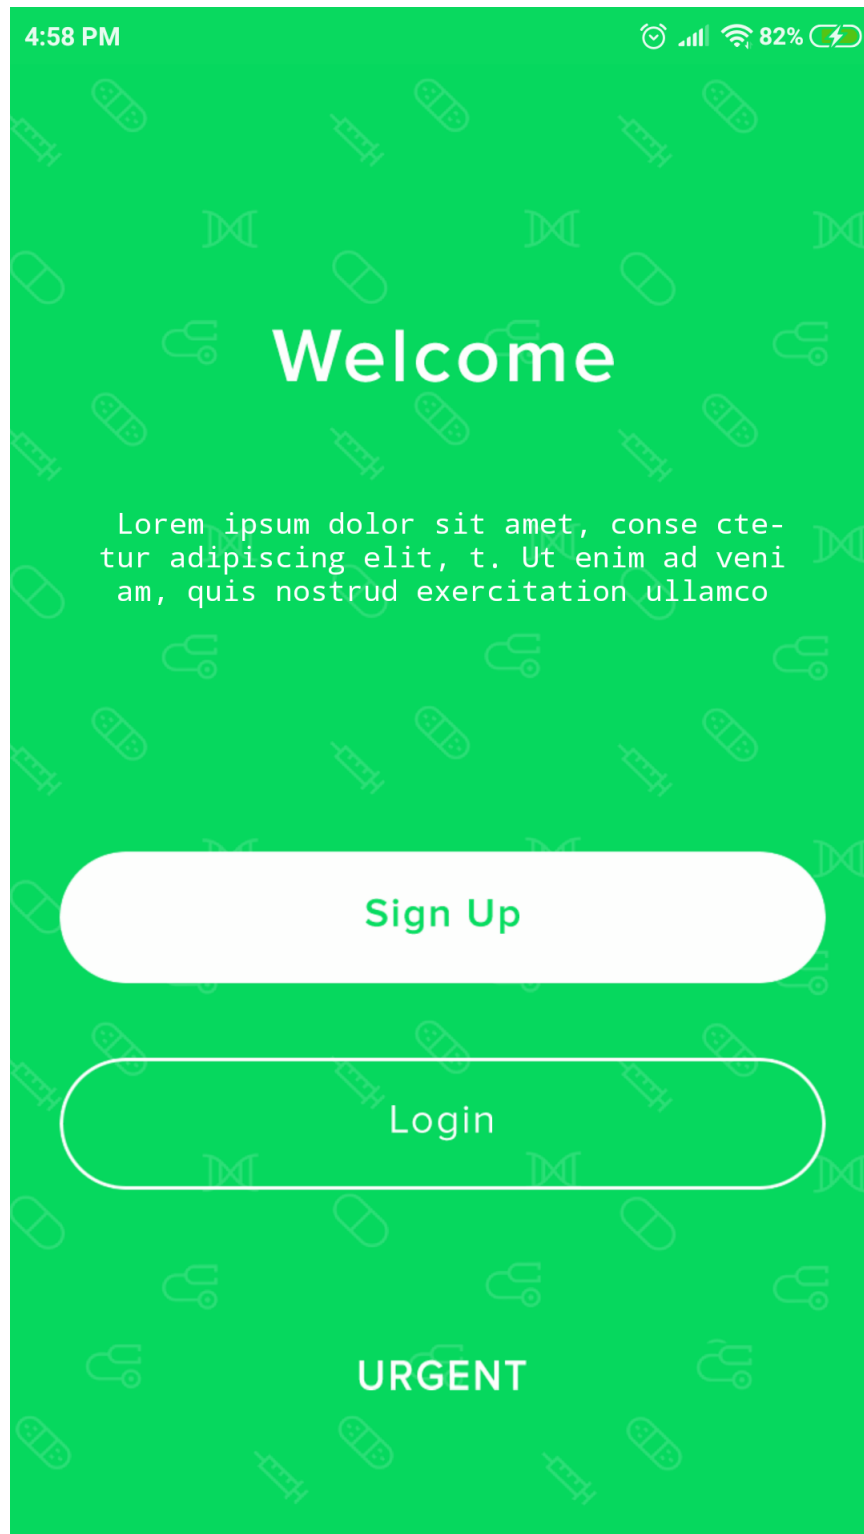 4:58 PM 82%
Welcome
Lorem ipsum dolor sit amet, conse cte-
tur adipiscing elit, t. Ut enim ad veni
am, quis nostrud exercitation ullamco
Sign Up
Login
URGENT